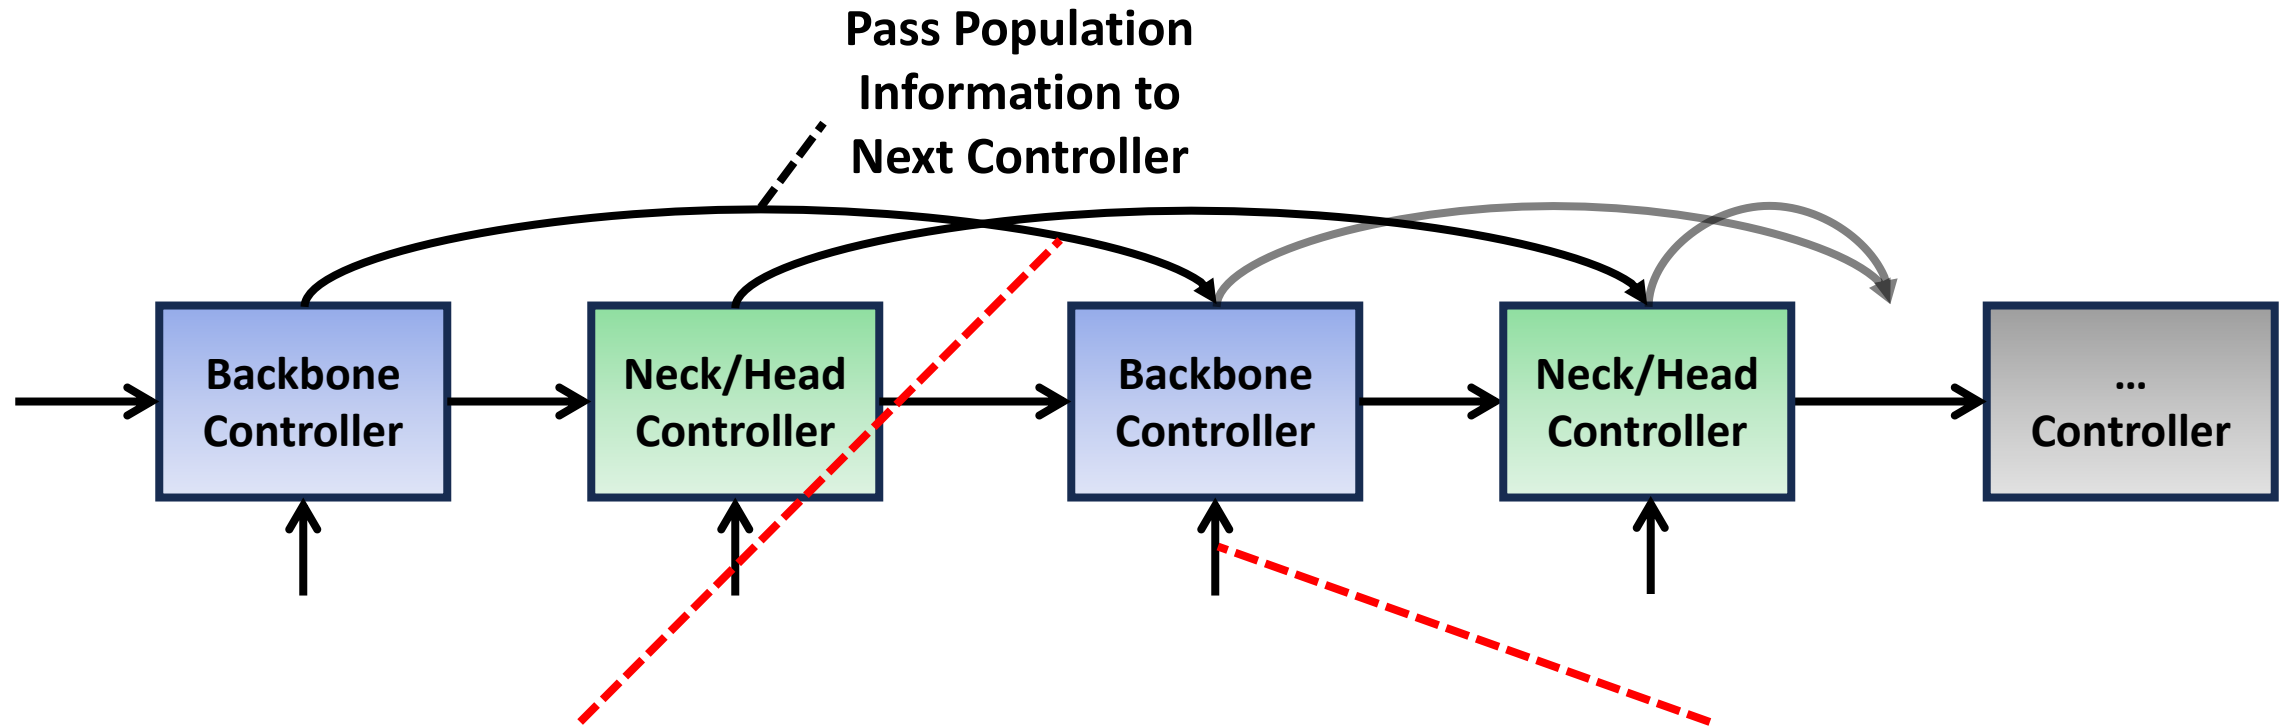 Pass Population
Information to
Next Controller
Backbone
Controller
Neck/Head
Controller
Backbone
Controller
Neck/Head
Controller
...
Controller